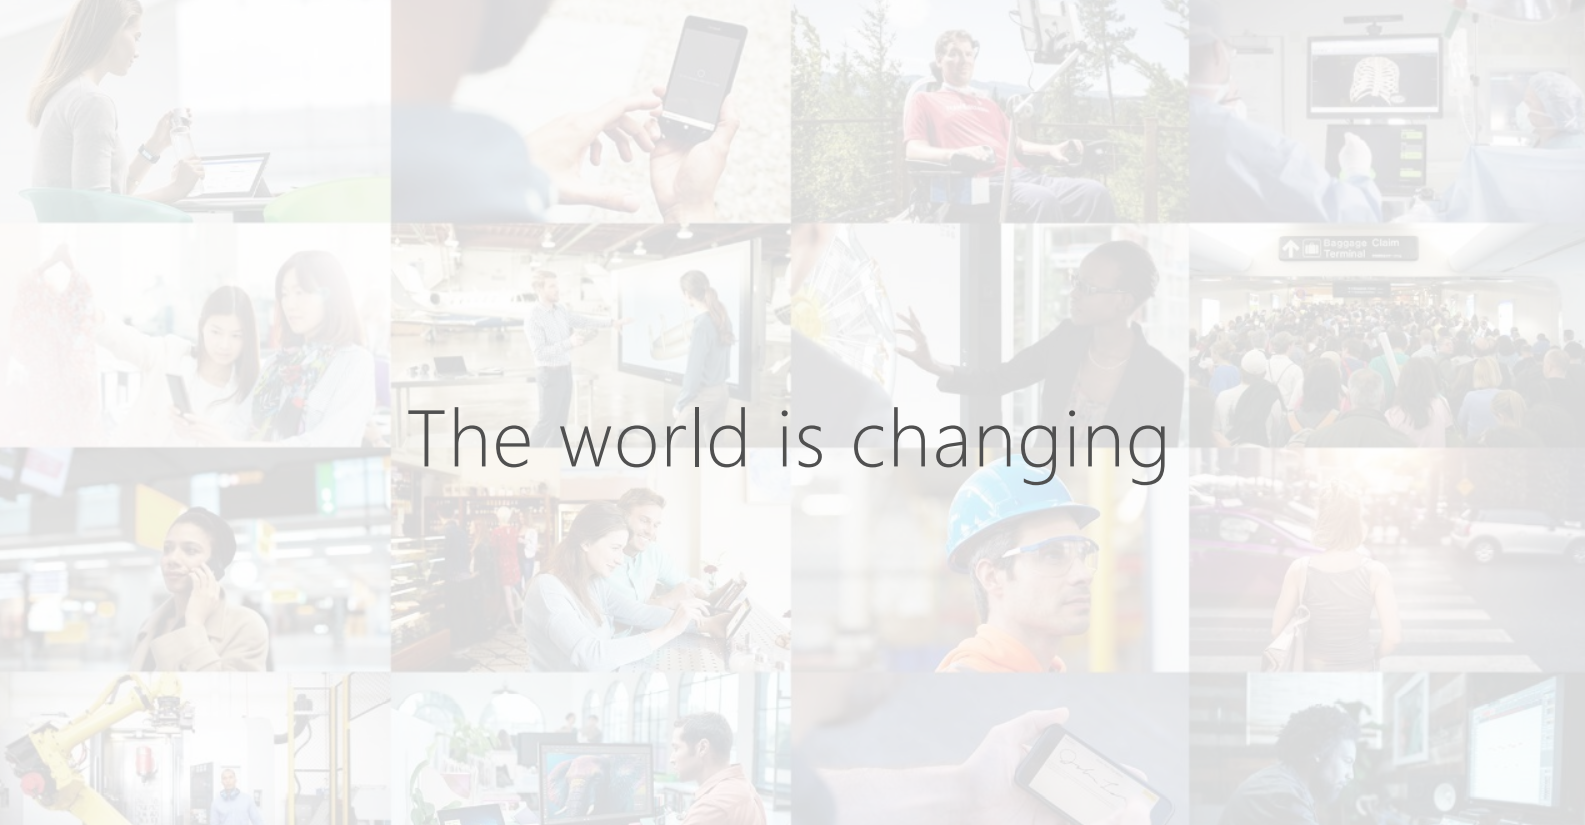 Baggage Claim
Terminal
The world is changing